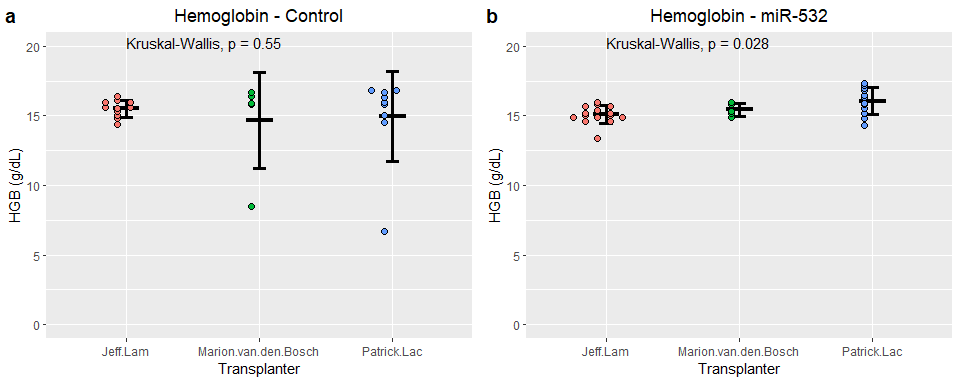 a
Hemoglobin - Control
Kruskal-Wallis, p = 0.55
HGB (g/dL)
20
15
10
5
0
Jeff.Lam
Marion.van.den.Bosch
Patrick.Lac
Transplanter
b
Hemoglobin - miR-532
Kruskal-Wallis, p = 0.028
HGB (g/dL)
20
15
10
5
0
Jeff.Lam
Marion.van.den.Bosch
Patrick.Lac
Transplanter